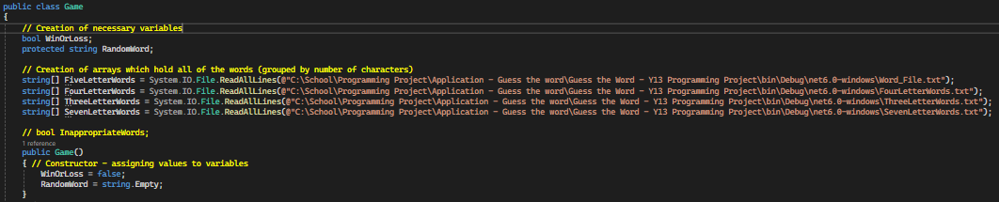 public class Game
{
// Creation of necessary variables
bool WinOrLoss;
protected string RandomWord;
// Creation of arrays which hold all of the words (grouped by number of characters)
string[] FiveLetterWords = System.IO.File.ReadAllLines(@"C:\School\Programming Project\Application - Guess the word\Guess the Word - Y13 Programming Project\bin\Debug\net6.0-windows\Word_File.txt");
string[] FourLetterWords = System.IO.File.ReadAllLines(@"C:\School\Programming Project\Application - Guess the word\Guess the Word - Y13 Programming Project\bin\Debug\net6.0-windows\FourLetterWords.txt");
string[] ThreeLetterWords = System.IO.File.ReadAllLines(@"C:\School\Programming Project\Application - Guess the word\Guess the Word - Y13 Programming Project\bin\Debug\net6.0-windows\ThreeLetterWords.txt");
string[] SevenLetterWords = System.IO.File.ReadAllLines(@"C:\School\Programming Project\Application - Guess the word\Guess the Word - Y13 Programming Project\bin\Debug\net6.0-windows\SevenLetterWords.txt");
// bool InappropriateWords;
1 reference
public Game()
{ // Constructor - assigning values to variables
WinOrLoss = false;
RandomWord = string.Empty;
}